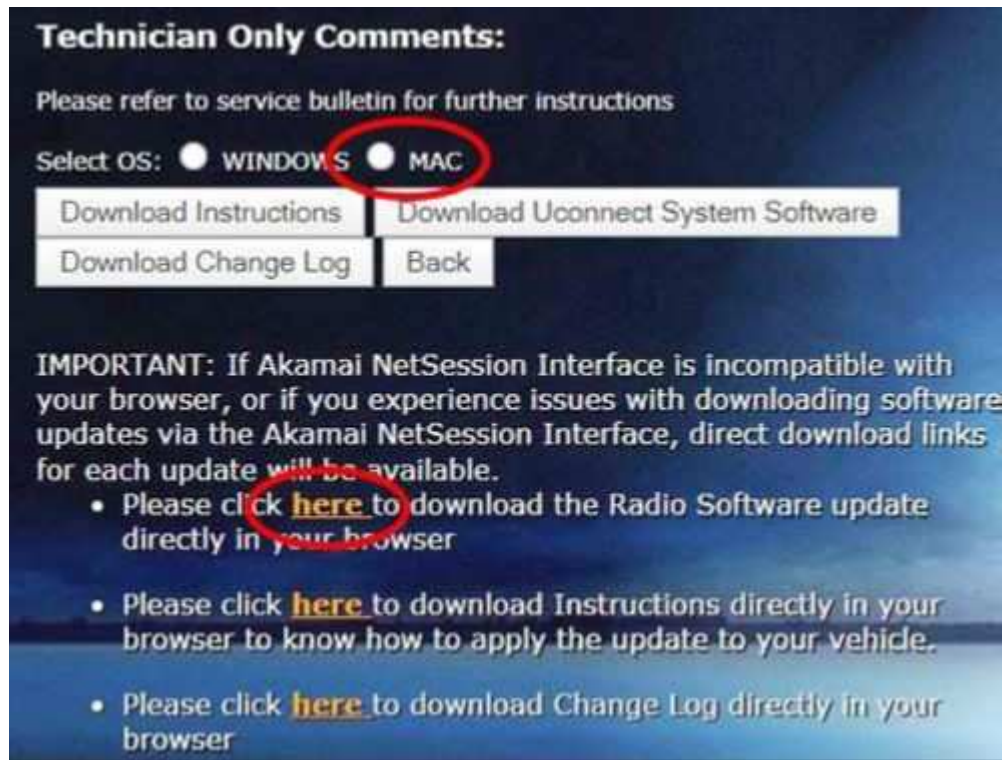 Technician Only Comments:
Please refer to service bulletin for further instructions
Select OS: WINDOWS MAC
Download Instructions Download Uconnect System Software
Download Change Log Back
IMPORTANT: If Akamai NetSession Interface is incompatible with
your browser, or if you experience issues with downloading software
updates via the Akamai NetSession Interface, direct download links
for each update will be available.
• Please click here to download the Radio Software update
directly in your browser
• Please click here to download Instructions directly in your
browser to know how to apply the update to your vehicle.
• Please click here to download Change Log directly in your
browser